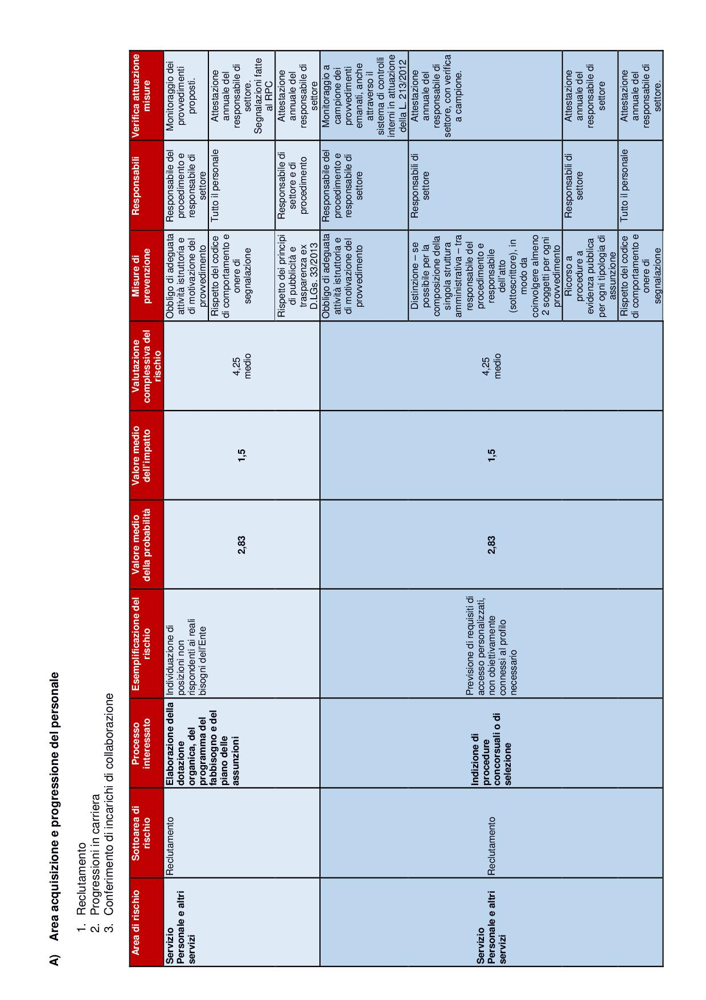 A) Area acquisizione e progressione del personale
1. Reclutamento
2. Progressioni in carriera
3. Conferimento di incarichi di collaborazione
Area di rischio
Sottoarea di
rischio
Processo
interessato
Esemplificazione del
rischio
Valore medio
della probabilità
Valore medio
dell'impatto
Valutazione
complessiva del
rischio
Misure di
prevenzione
Responsabili
Verifica attuazione
misure
Servizio
Personale e altri
servizi
Reclutamento
Elaborazione della
dotazione
organica, del
programma del
fabbisogno e del
piano delle
assunzioni
Individuazione di
posizioni non
rispondenti ai reali
bisogni dell'Ente
2,83
1,5
4,25
medio
Obbligo di adeguata
attività istruttoria e
di motivazione del
provvedimento
Responsabile del
procedimento e
responsabile di
settore
Monitoraggio dei
provvedimenti
proposti.
Rispetto del codice
di comportamento e
onere di
segnalazione
Tutto il personale
Attestazione
annuale del
responsabile di
settore.
Segnalazioni fatte
al RPC
Rispetto dei principi
di pubblicità e
trasparenza ex
D.LGs. 33/2013
Responsabile di
settore e di
procedimento
Attestazione
annuale del
responsabile di
settore
Servizio
Personale e altri
servizi
Reclutamento
Indizione di
procedure
concorsuali o di
selezione
Previsione di requisiti di
accesso personalizzati,
non obiettivamente
connessi al profilo
necessario
2,83
1,5
4,25
medio
Obbligo di adeguata
attività istruttoria e
di motivazione del
provvedimento
Responsabile del
procedimento e
responsabile di
settore
Monitoraggio a
campione dei
provvedimenti
emanati, anche
attraverso il
sistema di controlli
interni in attuazione
della L. 213/2012
Distinzione – se
possibile per la
composizione della
singola struttura
amministrativa – tra
responsabile del
procedimento e
responsabile
dell'atto
(sottoscrittore), in
modo da
coinvolgere almeno
2 soggetti per ogni
provvedimento
Responsabili di
settore
Attestazione
annuale del
responsabile di
settore, con verifica
a campione.
Ricorso a
procedure a
evidenza pubblica
per ogni tipologia di
assunzione
Responsabili di
settore
Attestazione
annuale del
responsabile di
settore
Rispetto del codice
di comportamento e
onere di
segnalazione
Tutto il personale
Attestazione
annuale del
responsabile di
settore.